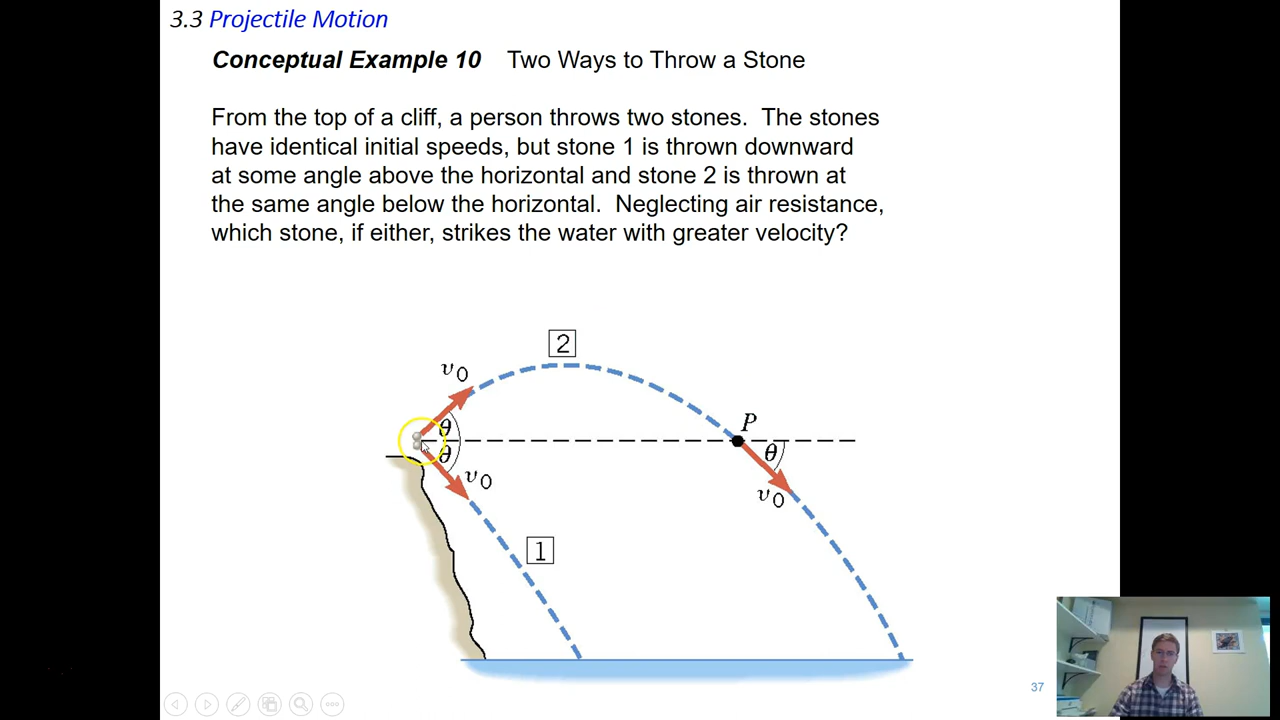 3.3 Projectile Motion
Conceptual Example 10 Two Ways to Throw a Stone
From the top of a cliff, a person throws two stones. The stones
have identical initial speeds, but stone 1 is thrown downward
at some angle above the horizontal and stone 2 is thrown at
the same angle below the horizontal. Neglecting air resistance,
which stone, if either, strikes the water with greater velocity?
2
v0
θ
P
θ
θ
v0
v0
1
37